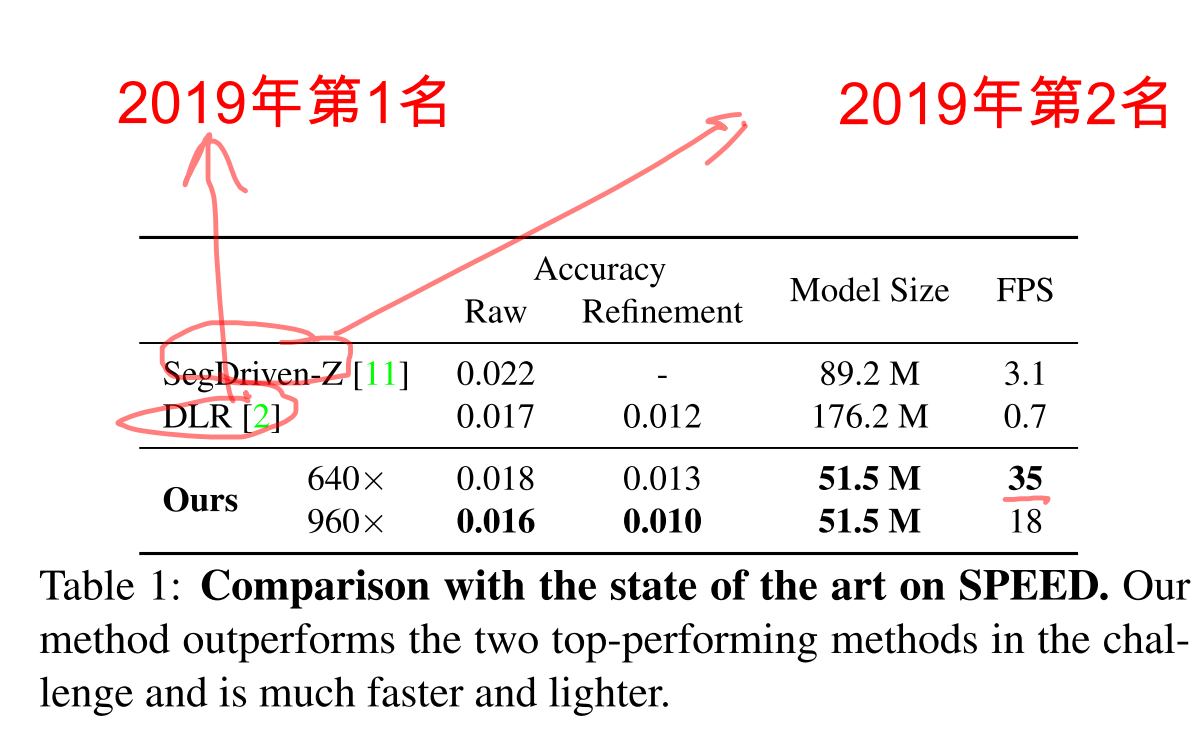 2019年第1名 2019年第2名
Accuracy Model Size FPS
Raw Refinement
SegDriven-Z [11] 0.022 - 89.2 M 3.1
DLR [2] 0.017 0.012 176.2 M 0.7
Ours 640× 0.018 0.013 51.5 M 35
960× 0.016 0.010 51.5 M 18
Table 1: Comparison with the state of the art on SPEED. Our
method outperforms the two top-performing methods in the chal-
lenge and is much faster and lighter.